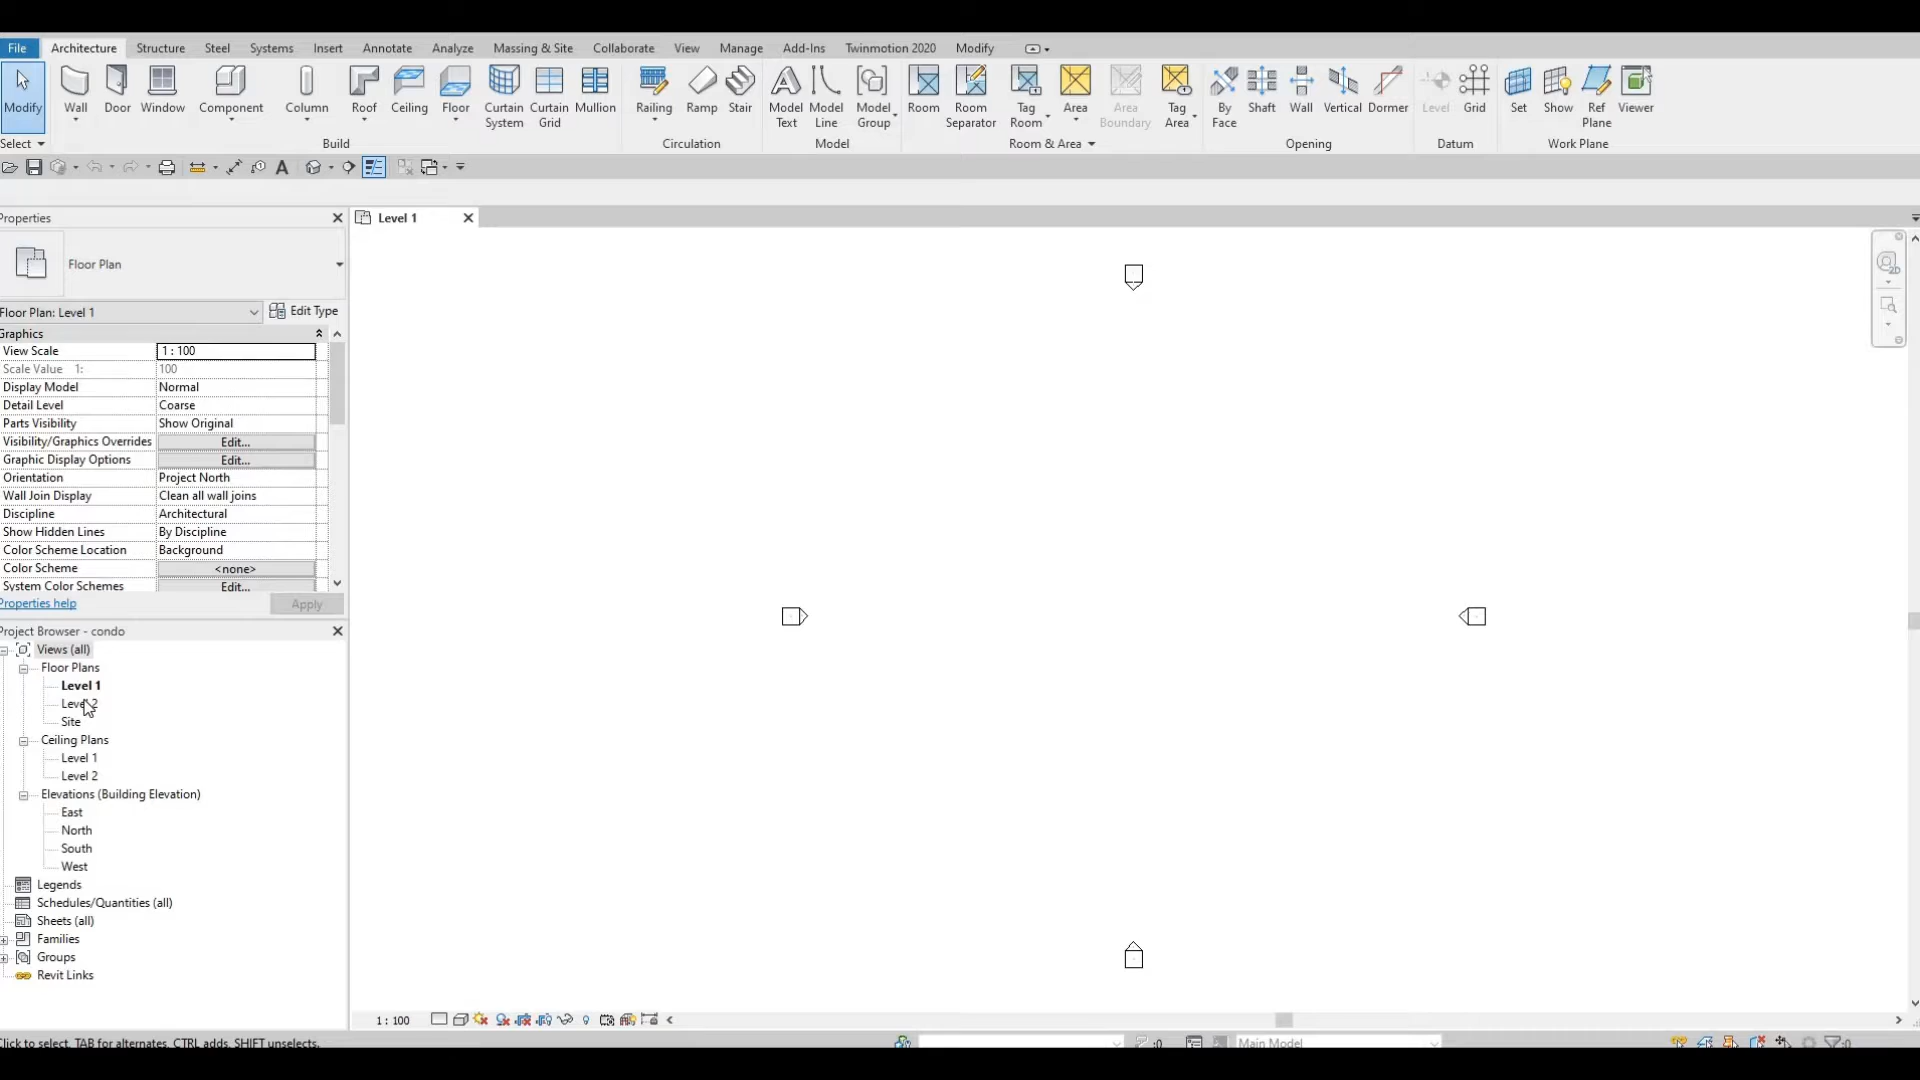 File Architecture Structure Steel Systems Insert Annotate Analyze Massing & Site Collaborate View Manage Add-Ins Twinmotion 2020 Modify
Modify Wall Door Window Component Column Roof Ceiling Floor Curtain System Curtain Grid Mullion Railing Ramp Stair Model Text Model Line Model Group Room Room Separator Tag Room Area Area Boundary Tag Area By Face Shaft Wall Vertical Dormer Level Grid Set Show Ref Plane Viewer
Select Build Circulation Model Room & Area Opening Datum Work Plane
Properties
Level 1
Floor Plan
Floor Plan: Level 1
Edit Type
Graphics
View Scale 1 : 100
Scale Value 1: 100
Display Model Normal
Detail Level Coarse
Parts Visibility Show Original
Visibility/Graphics Overrides Edit...
Graphic Display Options Edit...
Orientation Project North
Wall Join Display Clean all wall joins
Discipline Architectural
Show Hidden Lines By Discipline
Color Scheme Location Background
Color Scheme <none>
System Color Schemes Edit...
Properties help Apply
Project Browser - condo
Views (all)
Floor Plans
Level 1
Level 2
Site
Ceiling Plans
Level 1
Level 2
Elevations (Building Elevation)
East
North
South
West
Legends
Schedules/Quantities (all)
Sheets (all)
Families
Groups
Revit Links
1 : 100
Click to select, TAB for alternates, CTRL adds, SHIFT unselects.
:0
Main Model
:0
2D